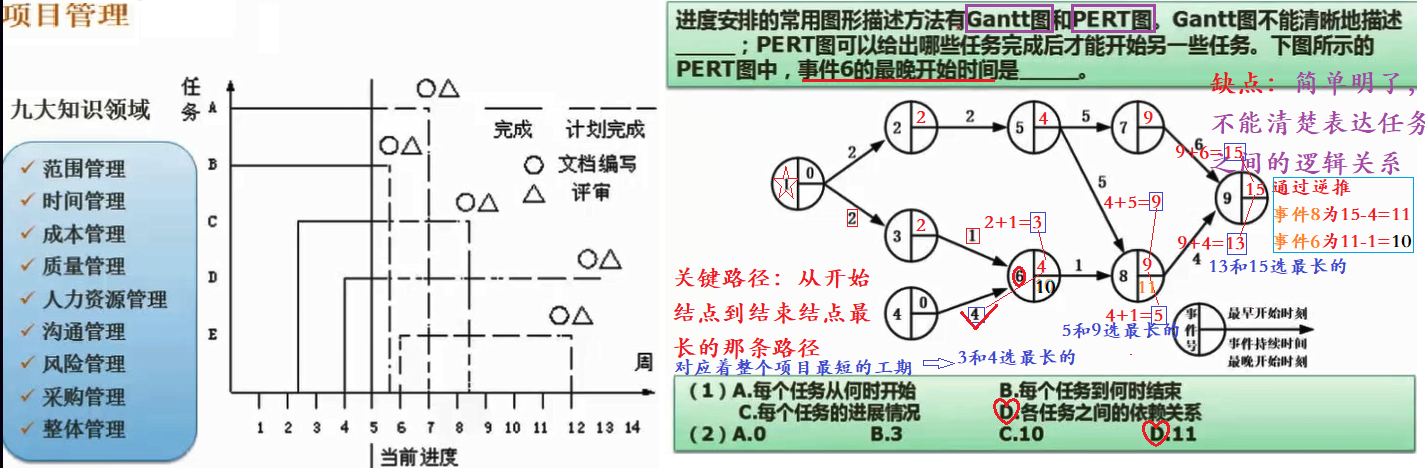 项目管理
九大知识领域
范围管理
时间管理
成本管理
质量管理
人力资源管理
沟通管理
风险管理
采购管理
整体管理
任务
A
B
C
D
E
完成 计划完成
文档编写
评审
周
1 2 3 4 5 6 7 8 9 10 11 12 13 14
当前进度
进度安排的常用图形描述方法有Gantt图和PERT图。Gantt图不能清晰地描述
______；PERT图可以给出哪些任务完成后才能开始另一些任务。下图所示的
PERT图中，事件6的最晚开始时间是______。
缺点：简单明了，
不能清楚表达任务
之间的逻辑关系
1 0
2
2 2
2
5 4
5
7 9
6
9+6=15
9 15
通过逆推
事件8为15-4=11
事件6为11-1=10
2
3 2
1
2+1=3
5
4+5=9
9+4=13
4
13和15选最长的
4 0
4
6 4
10
1
8 9
11
4+1=5
5和9选最长的
3和4选最长的
关键路径：从开始
结点到结束结点最
长的那条路径
对应着整个项目最短的工期
事件号
最早开始时刻
事件持续时间
最晚开始时刻
（1）A.每个任务从何时开始 B.每个任务到何时结束
C.每个任务的进展情况 D.各任务之间的依赖关系
（2）A.0 B.3 C.10 D.11